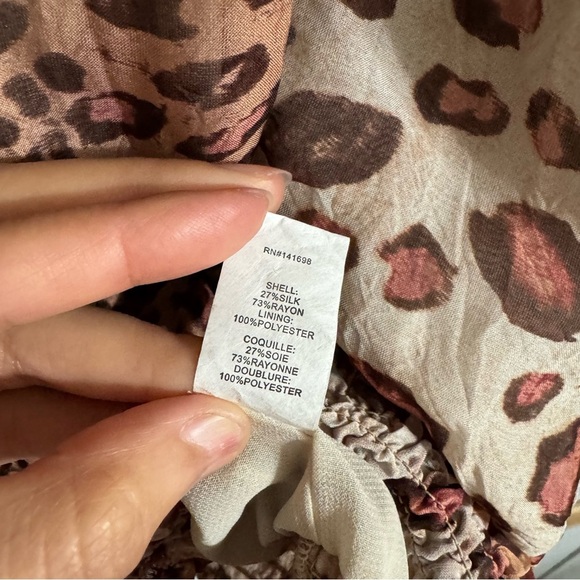 RN#141698
SHELL:
27%SILK
73%RAYON
LINING:
100%POLYESTER
COQUILLE:
27%SOIE
73%RAYONNE
DOUBLURE:
100%POLYESTER